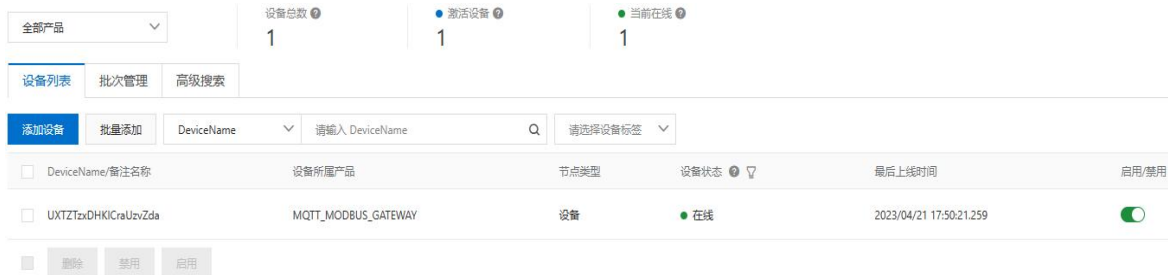 全部产品
设备总数
激活设备
当前在线
1
1
1
设备列表 批次管理 高级搜索
添加设备 批量添加 DeviceName 请输入 DeviceName 请选择设备标签
DeviceName/备注名称 设备所属产品 节点类型 设备状态 最后上线时间 启用/禁用
UXTZTzxDHKICraUzvZda MQTT_MODBUS_GATEWAY 设备 在线 2023/04/21 17:50:21.259
删除 禁用 启用